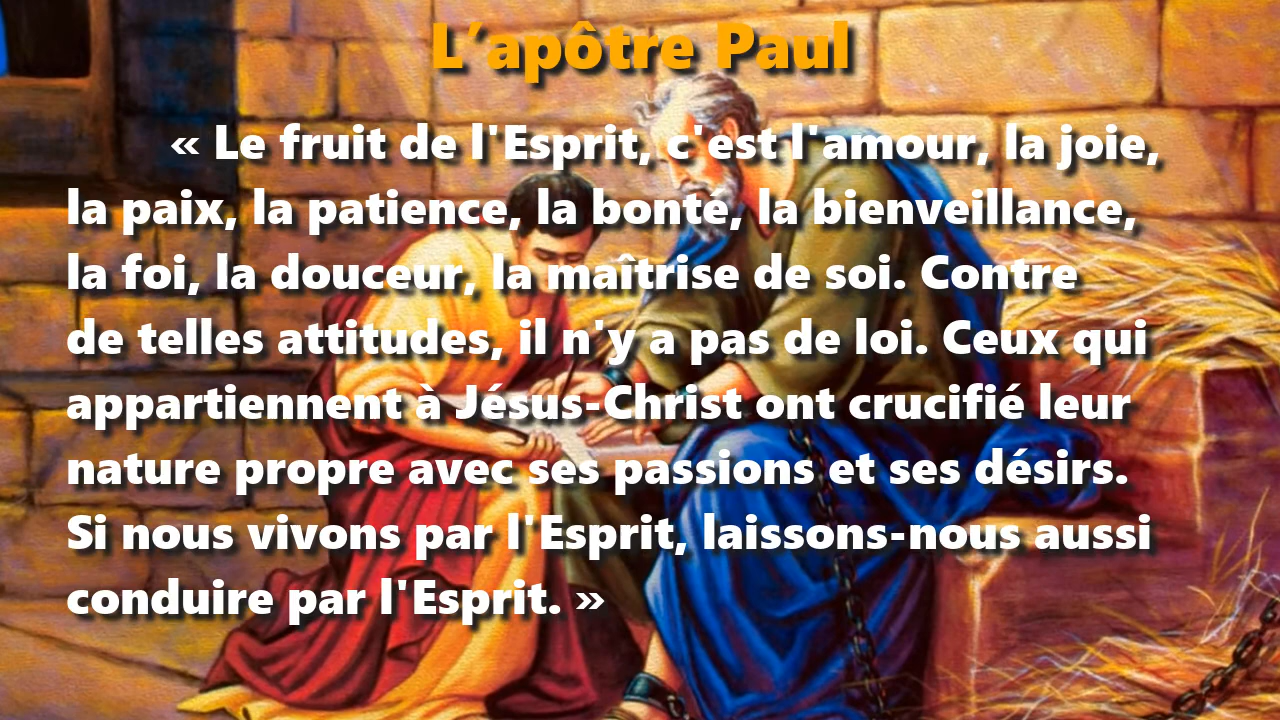 L’apôtre Paul
« Le fruit de l'Esprit, c'est l'amour, la joie,
la paix, la patience, la bonté, la bienveillance,
la foi, la douceur, la maîtrise de soi. Contre
de telles attitudes, il n'y a pas de loi. Ceux qui
appartiennent à Jésus-Christ ont crucifié leur
nature propre avec ses passions et ses désirs.
Si nous vivons par l'Esprit, laissons-nous aussi
conduire par l'Esprit. »